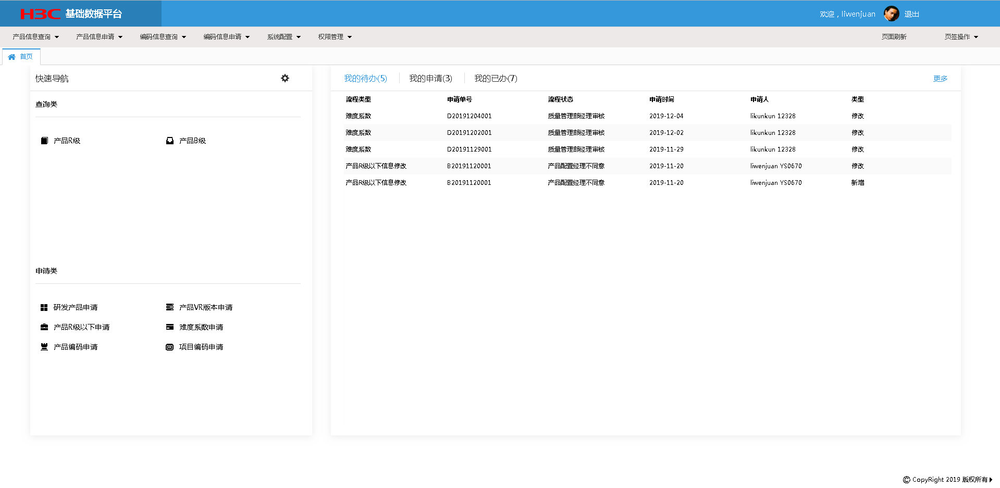 H3C 基础数据平台
欢迎，liwenjuan 退出
产品信息查询 产品信息申请 编码信息查询 编码信息申请 系统配置 权限管理 页面刷新 页签操作
首页
快速导航
查询类
产品R级 产品B级
申请类
研发产品申请 产品VR版本申请
产品R级以下申请 难度系数申请
产品编码申请 项目编码申请
我的待办(5) 我的申请(3) 我的已办(7) 更多
流程类型 申请单号 流程状态 申请时间 申请人 类型
难度系数 D20191204001 质量管理部经理审核 2019-12-04 likunkun 12328 修改
难度系数 D20191202001 质量管理部经理审核 2019-12-02 likunkun 12328 修改
难度系数 D20191129001 质量管理部经理审核 2019-11-29 likunkun 12328 修改
产品R级以下信息修改 B20191120001 产品配置经理不同意 2019-11-20 liwenjuan YS0670 修改
产品R级以下信息修改 B20191120001 产品配置经理不同意 2019-11-20 liwenjuan YS0670 新增
© CopyRight 2019 版权所有